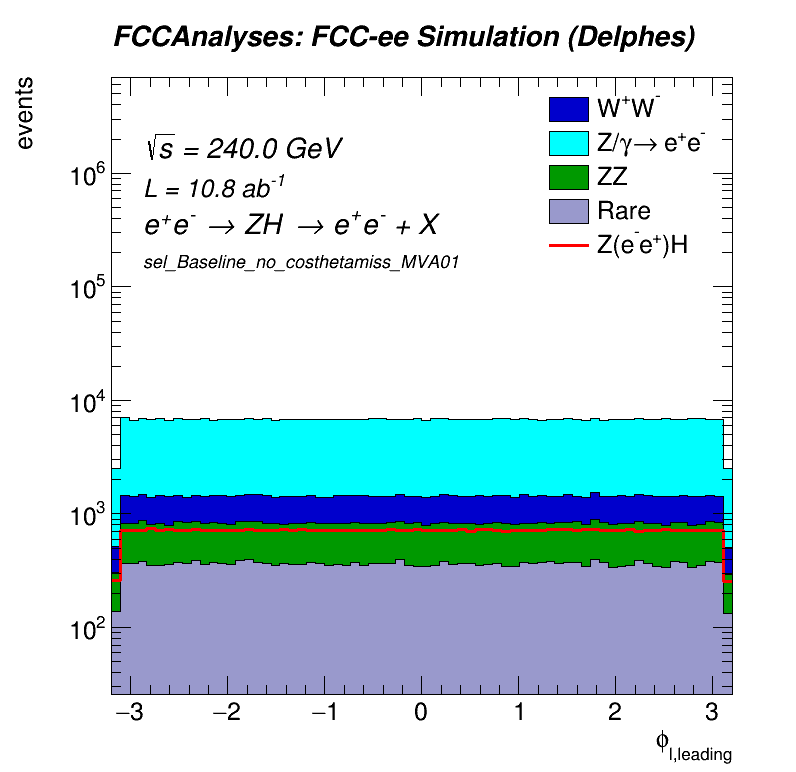 FCCAnalyses: FCC-ee Simulation (Delphes)
events
√s = 240.0 GeV
L = 10.8 ab⁻¹
e⁺e⁻ → ZH → e⁺e⁻ + X
sel_Baseline_no_costhetamiss_MVA01
W⁺W⁻
Z/γ→ e⁺e⁻
ZZ
Rare
Z(e⁻e⁺)H
10⁶
10⁵
10⁴
10³
10²
−3 −2 −1 0 1 2 3
ϕ_l,leading